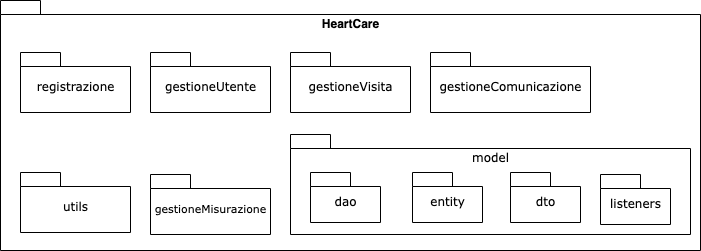 HeartCare
registrazione
gestioneUtente
gestioneVisita
gestioneComunicazione
utils
gestioneMisurazione
model
dao
entity
dto
listeners